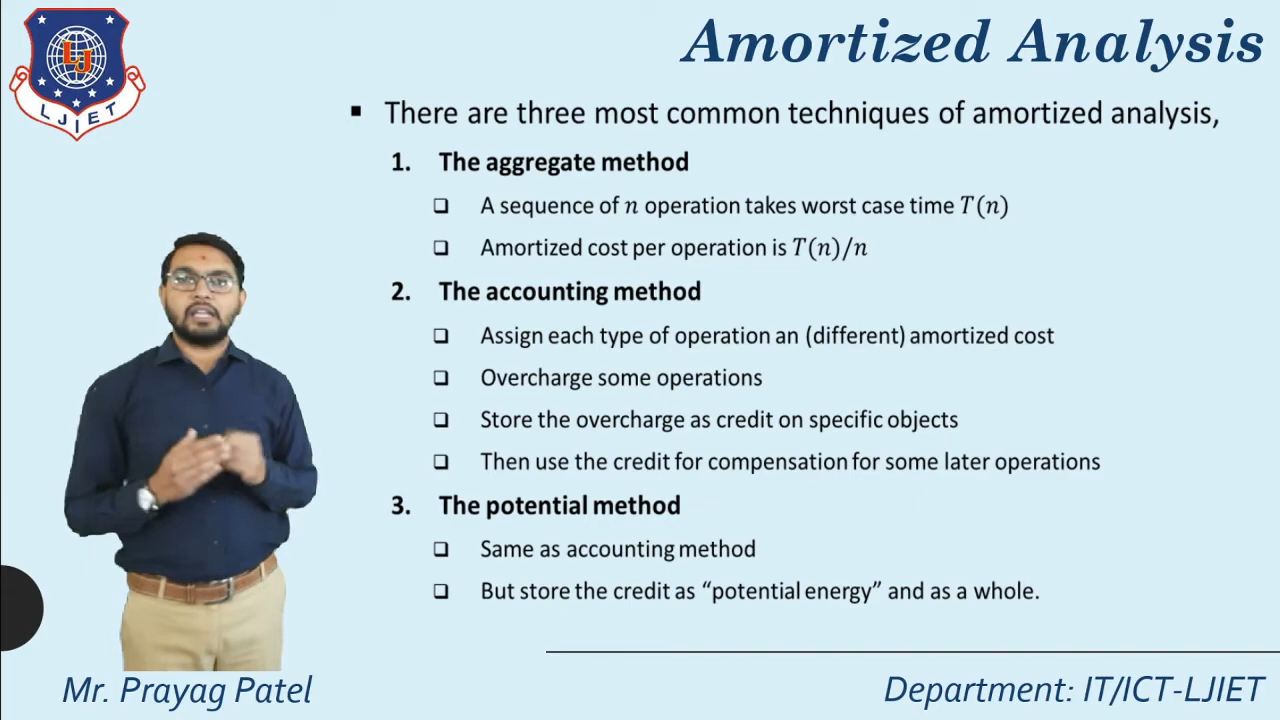 LJ
LJIET
Amortized Analysis
▪ There are three most common techniques of amortized analysis,
1. The aggregate method
❑ A sequence of n operation takes worst case time T(n)
❑ Amortized cost per operation is T(n)/n
2. The accounting method
❑ Assign each type of operation an (different) amortized cost
❑ Overcharge some operations
❑ Store the overcharge as credit on specific objects
❑ Then use the credit for compensation for some later operations
3. The potential method
❑ Same as accounting method
❑ But store the credit as “potential energy” and as a whole.
Mr. Prayag Patel
Department: IT/ICT-LJIET